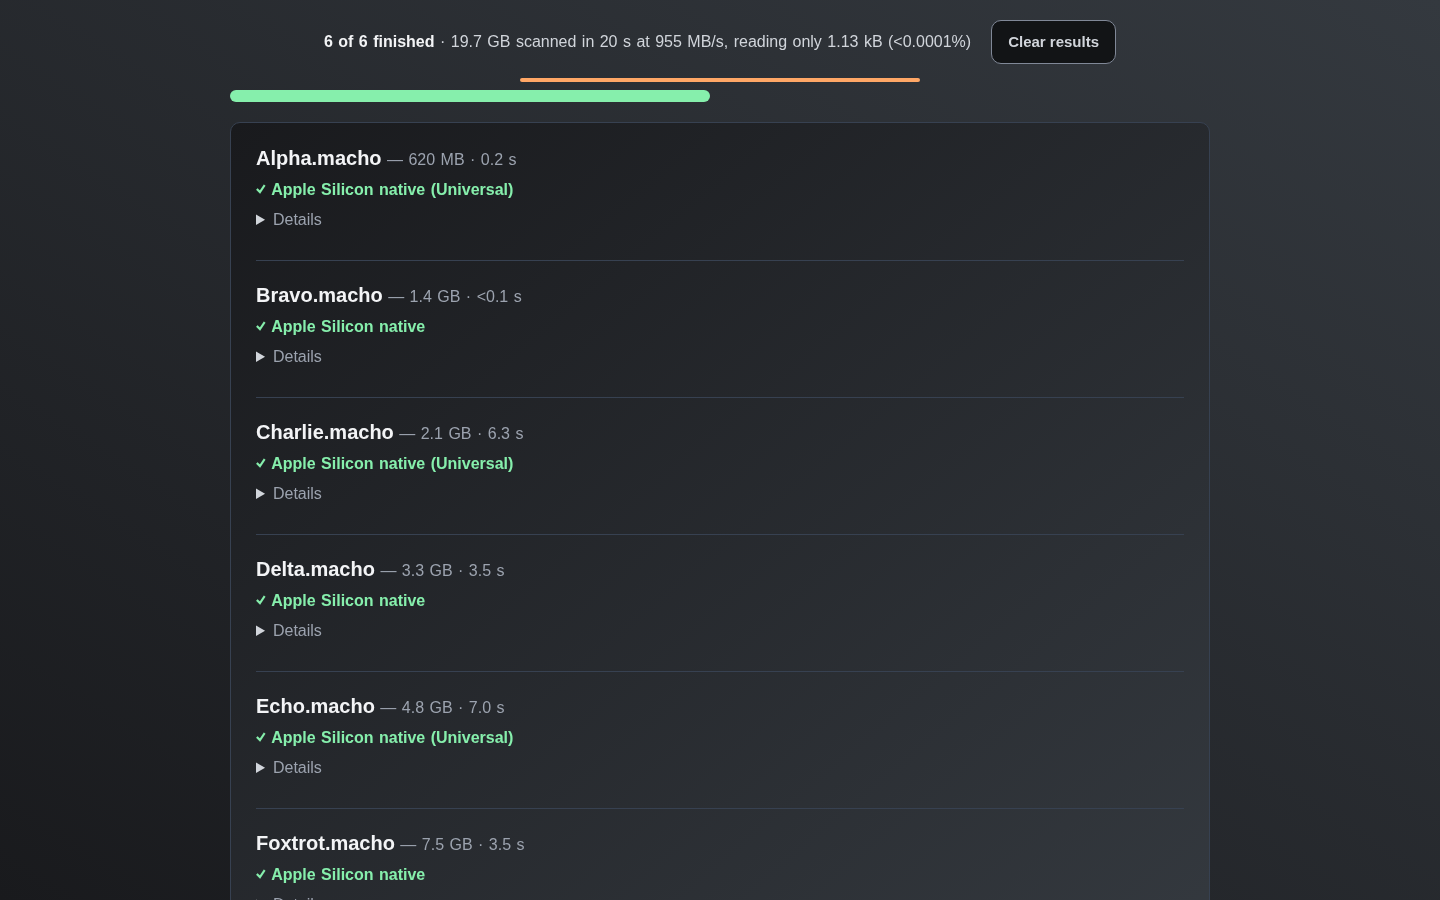 6 of 6 finished · 19.7 GB scanned in 20 s at 955 MB/s, reading only 1.13 kB (<0.0001%)
Clear results
Alpha.macho — 620 MB · 0.2 s
✓ Apple Silicon native (Universal)
▶ Details
Bravo.macho — 1.4 GB · <0.1 s
✓ Apple Silicon native
▶ Details
Charlie.macho — 2.1 GB · 6.3 s
✓ Apple Silicon native (Universal)
▶ Details
Delta.macho — 3.3 GB · 3.5 s
✓ Apple Silicon native
▶ Details
Echo.macho — 4.8 GB · 7.0 s
✓ Apple Silicon native (Universal)
▶ Details
Foxtrot.macho — 7.5 GB · 3.5 s
✓ Apple Silicon native